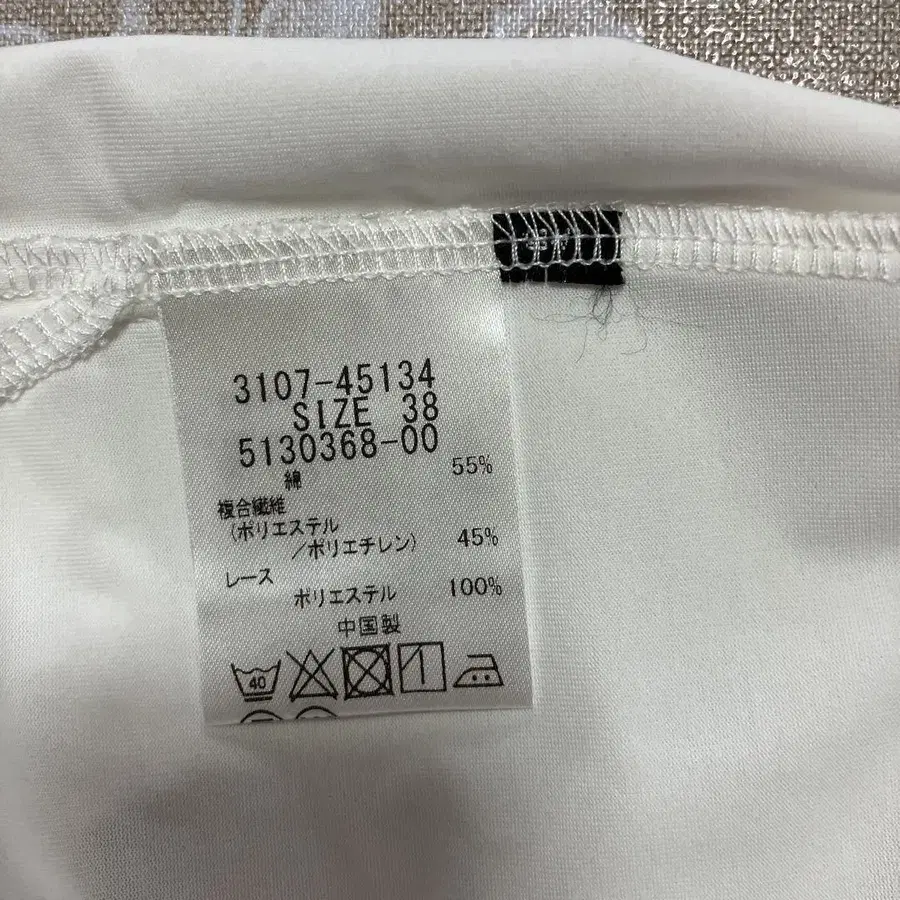 3107-45134
SIZE 38
5130368-00
綿 55%
複合繊維
(ポリエステル
/ポリエチレン) 45%
レース
ポリエステル 100%
中国製
40